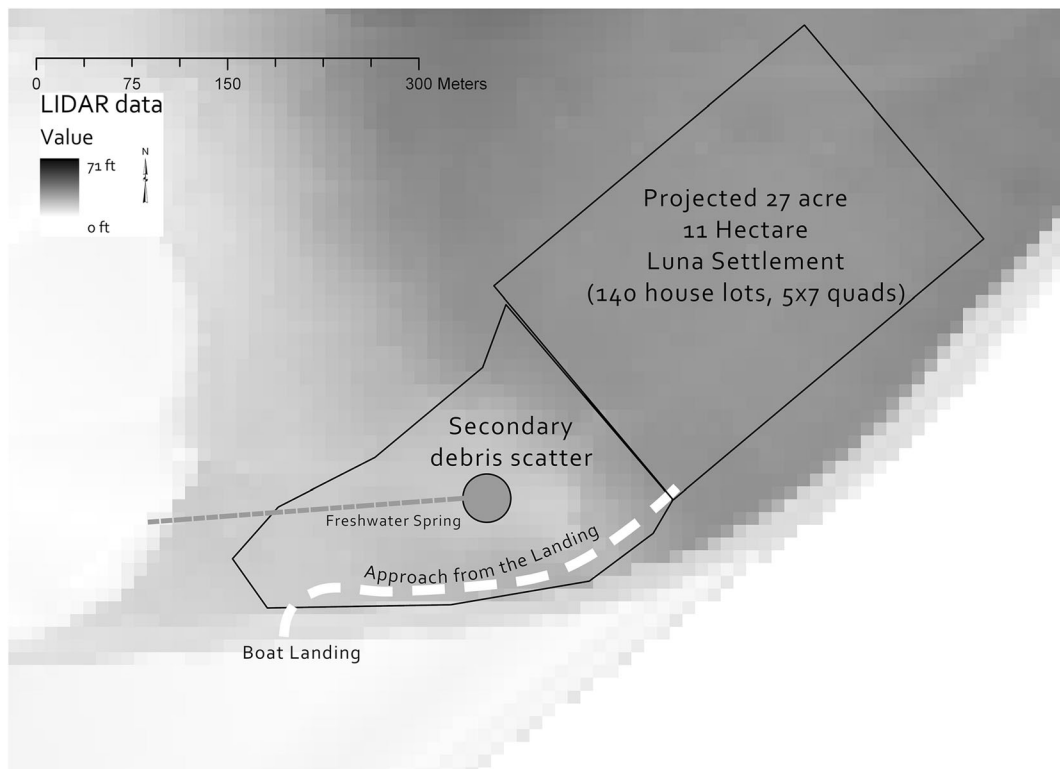 0 75 150 300 Meters
LIDAR data
Value
71 ft
N
0 ft
Projected 27 acre
11 Hectare
Luna Settlement
(140 house lots, 5x7 quads)
Secondary
debris scatter
Freshwater Spring
Approach from the Landing
Boat Landing